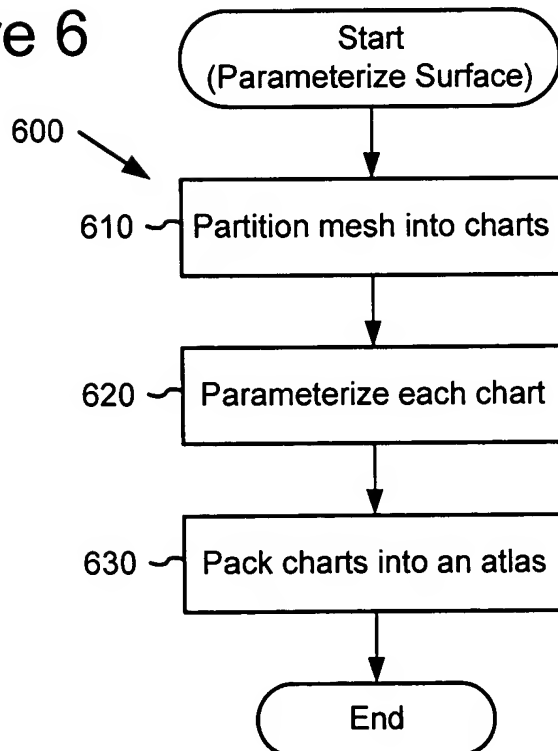 re 6
Start
(Parameterize Surface)
600
610
Partition mesh into charts
620
Parameterize each chart
630
Pack charts into an atlas
End